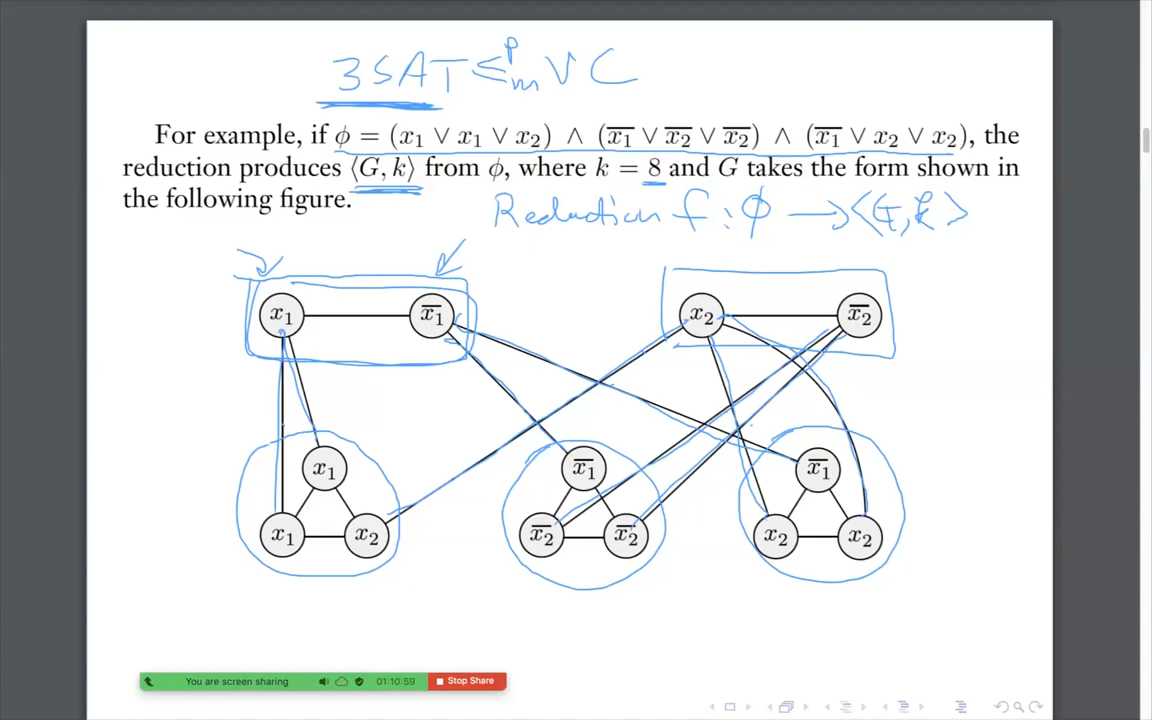 3SAT ≤ᵖₘ VC
For example, if ϕ = (x₁ ∨ x₁ ∨ x₂) ∧ (x̅₁ ∨ x̅₂ ∨ x̅₂) ∧ (x̅₁ ∨ x₂ ∨ x₂), the
reduction produces ⟨G, k⟩ from ϕ, where k = 8 and G takes the form shown in
the following figure.
Reduction f : ϕ → ⟨G, k⟩
x₁ x̅₁ x₂ x̅₂
x₁ x̅₁ x̅₁
x₁ x₂ x̅₂ x̅₂ x₂ x₂
You are screen sharing 01:10:59 Stop Share